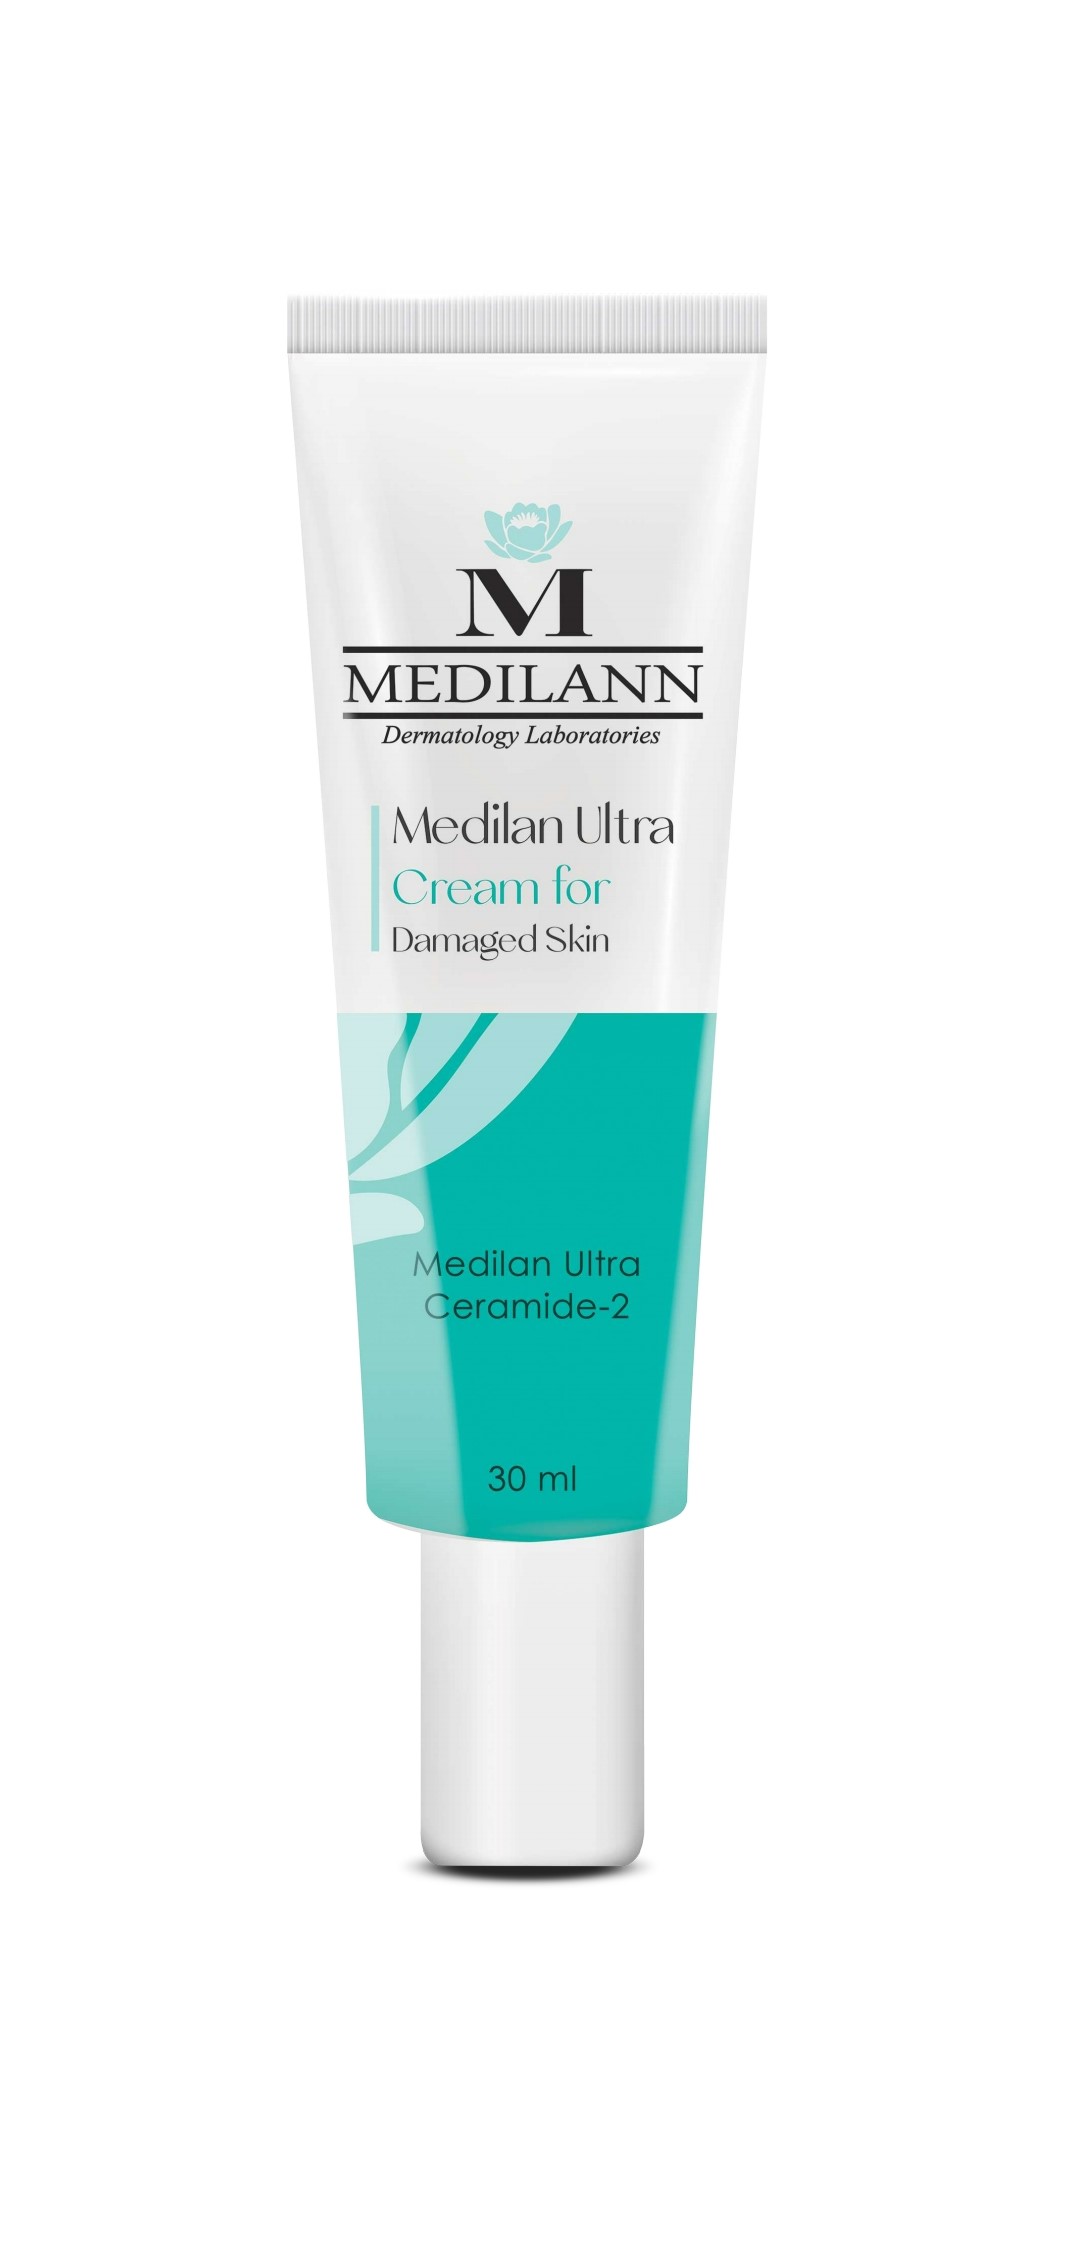 M
MEDILANN
Dermatology Laboratories
Medilan Ultra
Cream for
Damaged Skin
Medilan Ultra
Ceramide-2
30 ml